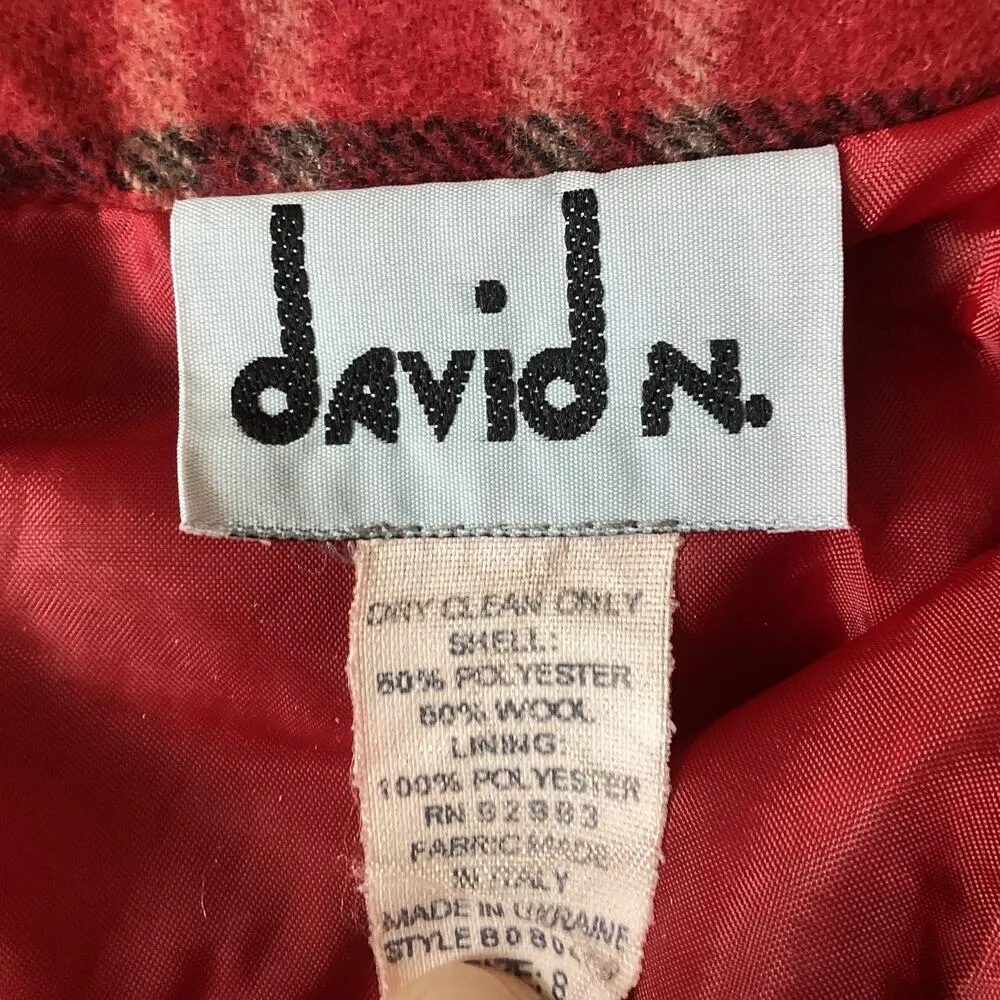 david N.
DRY CLEAN ONLY
SHELL:
50% POLYESTER
50% WOOL
LINING:
100% POLYESTER
RN
FABRIC MADE
IN ITALY
MADE IN UKRAINE
STYLE
8